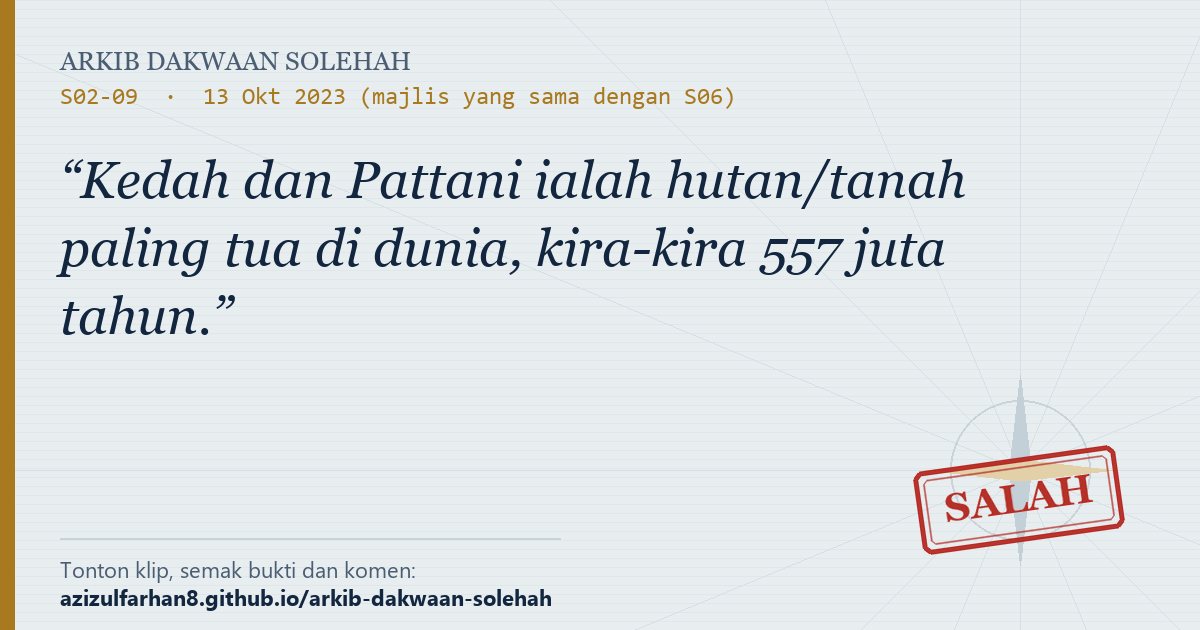 ARKIB DAKWAAN SOLEHAH
S02-09 · 13 Okt 2023 (majlis yang sama dengan S06)
“Kedah dan Pattani ialah hutan/tanah
paling tua di dunia, kira-kira 557 juta
tahun.”
SALAH
Tonton klip, semak bukti dan komen:
azizulfarhan8.github.io/arkib-dakwaan-solehah